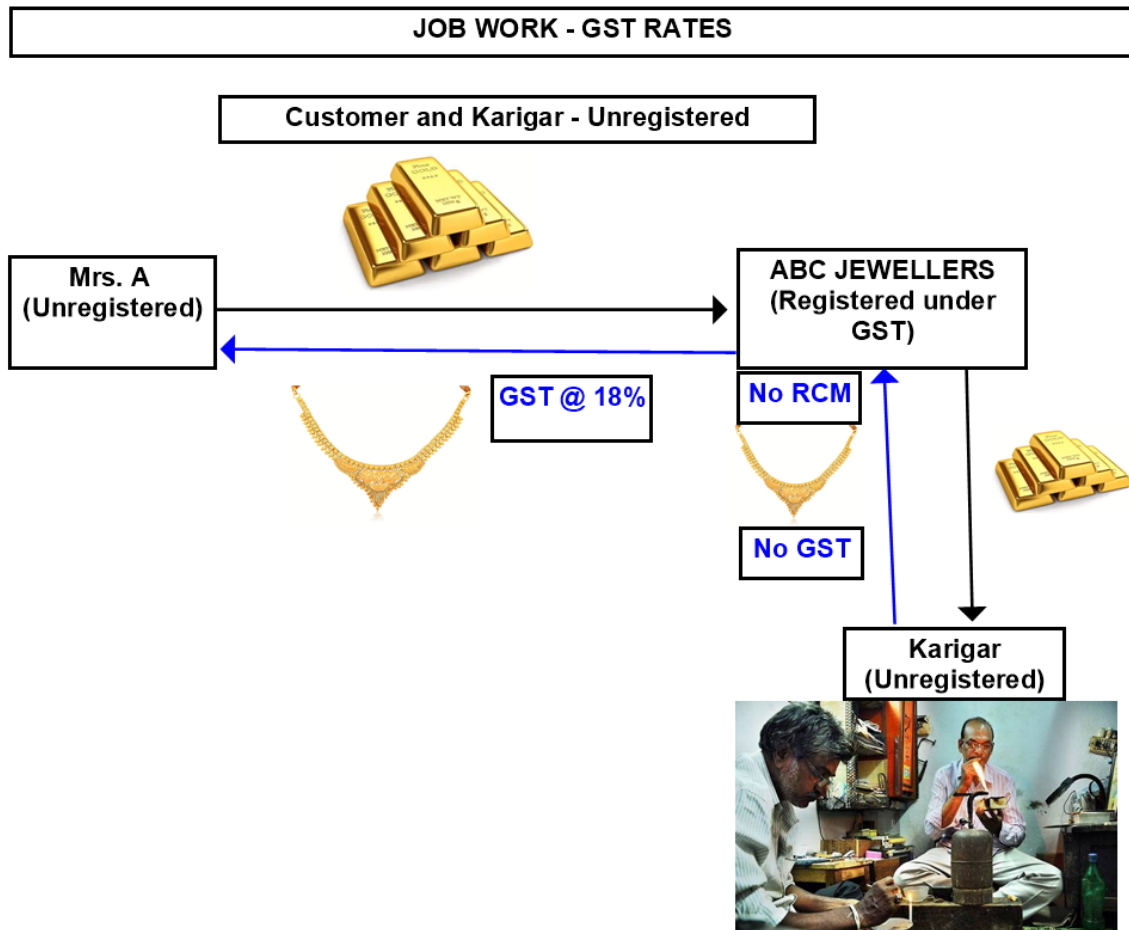 JOB WORK - GST RATES
Customer and Karigar - Unregistered
Mrs. A
(Unregistered)
ABC JEWELLERS
(Registered under
GST)
GST @ 18%
No RCM
No GST
Karigar
(Unregistered)